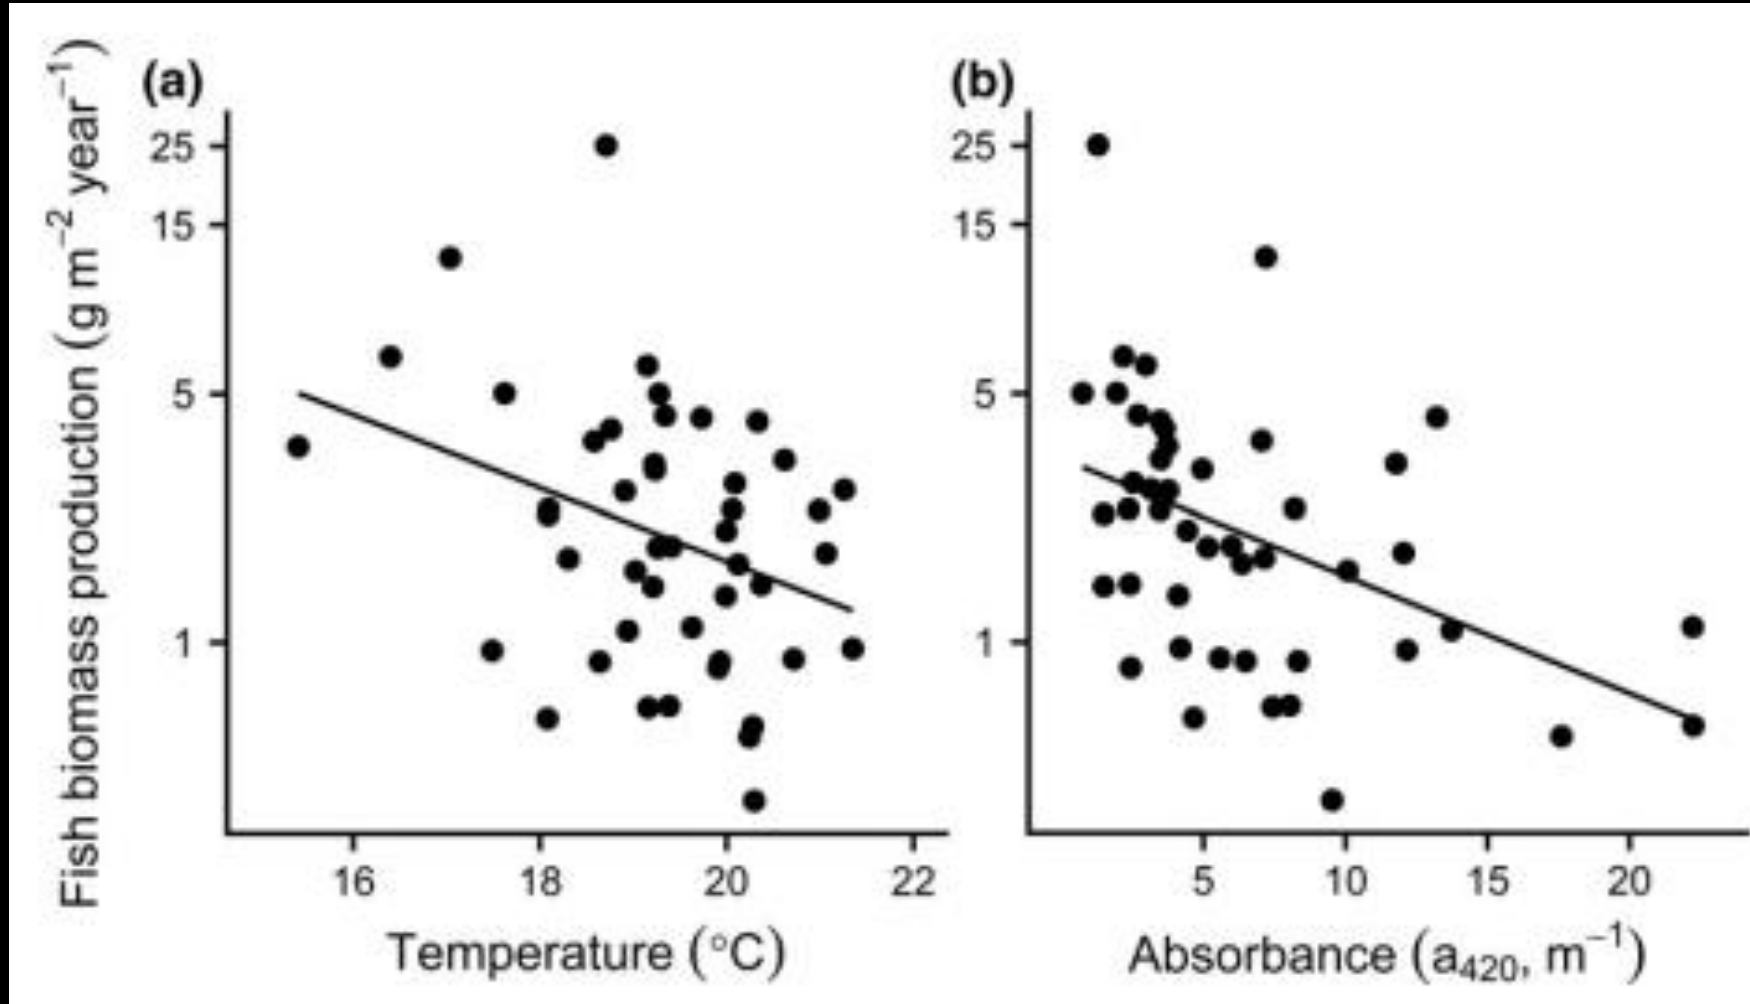 Fish biomass production (g m⁻² year⁻¹)
(a)
25
15
5
1
16 18 20 22
Temperature (°C)
(b)
25
15
5
1
5 10 15 20
Absorbance (a₄₂₀, m⁻¹)